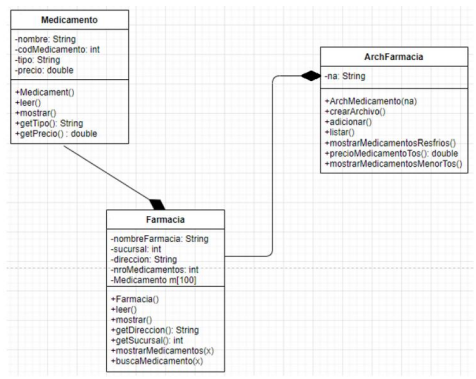 Medicamento
-nombre: String
-codMedicamento: int
-tipo: String
-precio: double
+Medicament()
+leer()
+mostrar()
+getTipo(): String
+getPrecio() : double
ArchFarmacia
-na: String
+ArchMedicamento(na)
+crearArchivo()
+adicionar()
+listar()
+mostrarMedicamentosResfrios()
+precioMedicamentoTos(): double
+mostrarMedicamentosMenorTos()
Farmacia
-nombreFarmacia: String
-sucursal: int
-direccion: String
-nroMedicamentos: int
-Medicamento m[100]
+Farmacia()
+leer()
+mostrar()
+getDireccion(): String
+getSucursal(): int
+mostrarMedicamentos(x)
+buscaMedicamento(x)